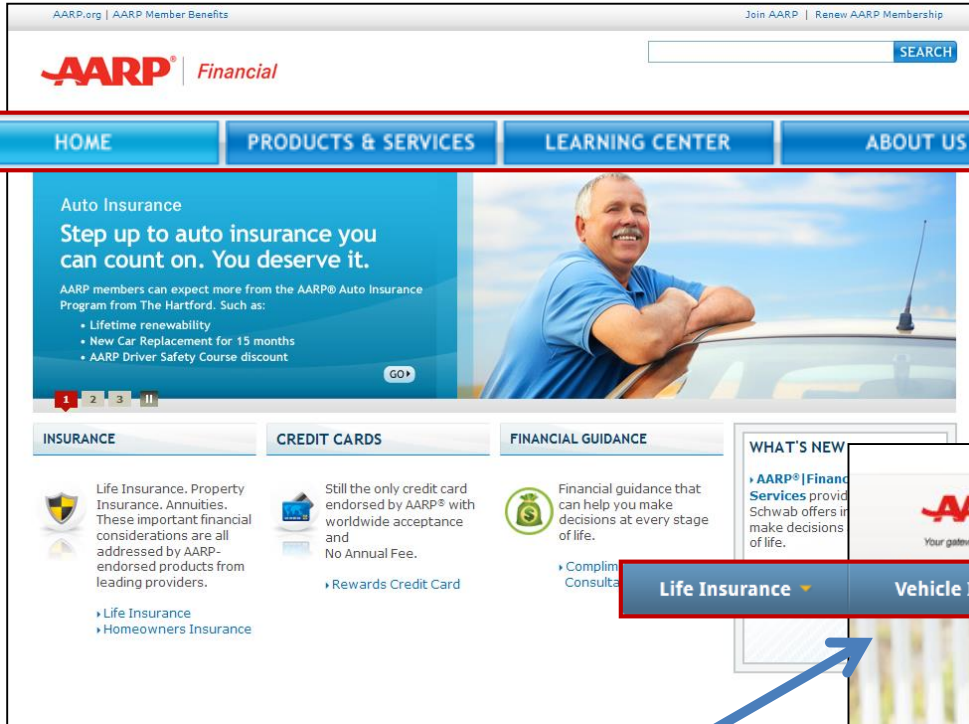 AARP.org | AARP Member Benefits
Join AARP | Renew AARP Membership
AARP® Financial
SEARCH
HOME
PRODUCTS & SERVICES
LEARNING CENTER
ABOUT US
Auto Insurance
Step up to auto insurance you
can count on. You deserve it.
AARP members can expect more from the AARP® Auto Insurance
Program from The Hartford. Such as:
• Lifetime renewability
• New Car Replacement for 15 months
• AARP Driver Safety Course discount
GO
1 2 3
INSURANCE
Life Insurance. Property
Insurance. Annuities.
These important financial
considerations are all
addressed by AARP-
endorsed products from
leading providers.
Life Insurance
Homeowners Insurance
CREDIT CARDS
Still the only credit card
endorsed by AARP® with
worldwide acceptance
and
No Annual Fee.
Rewards Credit Card
FINANCIAL GUIDANCE
Financial guidance that
can help you make
decisions at every stage
of life.
WHAT'S NEW
AARP®|
Services
Schwab offers
make decisions
of life.
Your
Life Insurance
Vehicle